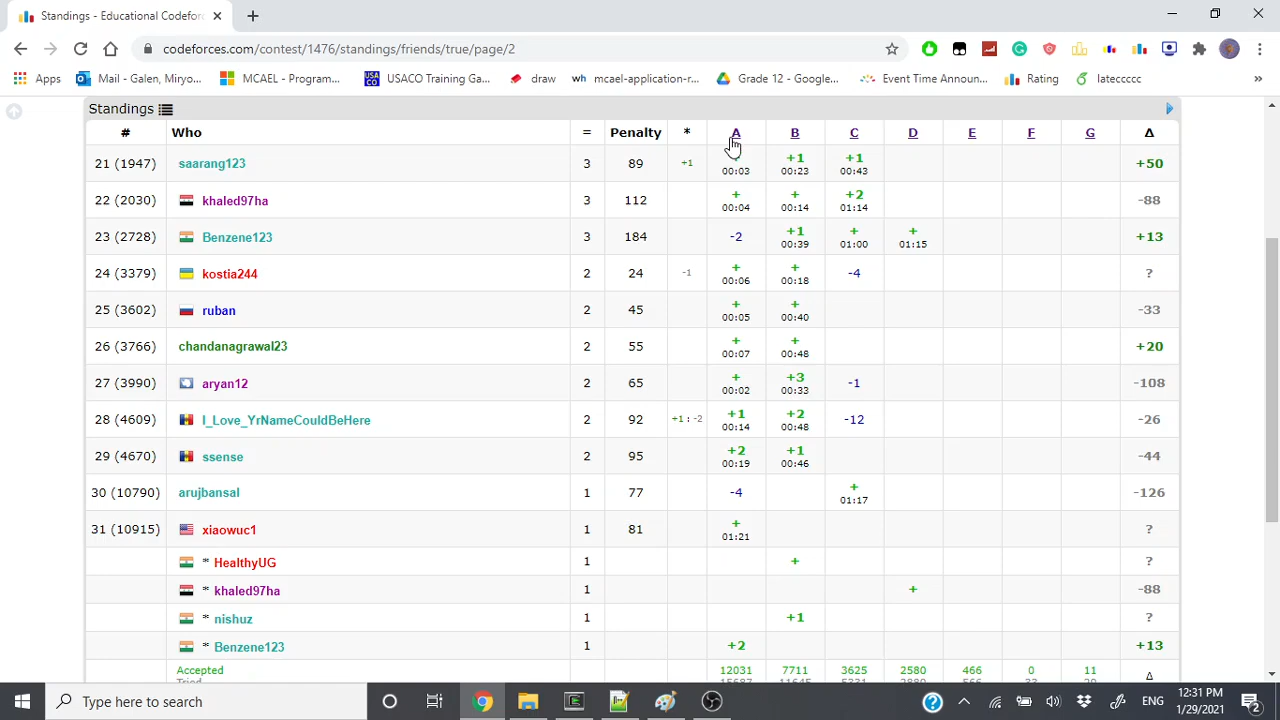 Standings - Educational Codefor
codeforces.com/contest/1476/standings/friends/true/page/2
Apps Mail - Galen, Miryo... MCAEL - Program... USACO Training Ga... draw wh mcael-application-r... Grade 12 - Google... Event Time Announ... Rating lateccccc »
Standings
# Who = Penalty * A B C D E F G Δ
21 (1947) saarang123 3 89 +1 00:03 +1 00:23 +1 00:43 +50
22 (2030) khaled97ha 3 112 + 00:04 + 00:14 +2 01:14 -88
23 (2728) Benzene123 3 184 -2 +1 00:39 + 01:00 + 01:15 +13
24 (3379) kostia244 2 24 -1 + 00:06 + 00:18 -4 ?
25 (3602) ruban 2 45 + 00:05 + 00:40 -33
26 (3766) chandanagrawal23 2 55 + 00:07 + 00:48 +20
27 (3990) aryan12 2 65 + 00:02 +3 00:33 -1 -108
28 (4609) I_Love_YrNameCouldBeHere 2 92 +1 : -2 +1 00:14 +2 00:48 -12 -26
29 (4670) ssense 2 95 +2 00:19 +1 00:46 -44
30 (10790) arujbansal 1 77 -4 + 01:17 -126
31 (10915) xiaowuc1 1 81 + 01:21 ?
* HealthyUG 1 + ?
* khaled97ha 1 + -88
* nishuz 1 +1 ?
* Benzene123 1 +2 +13
Accepted 12031 7711 3625 2580 466 0 11 Δ
Type here to search ENG 12:31 PM
1/29/2021 2